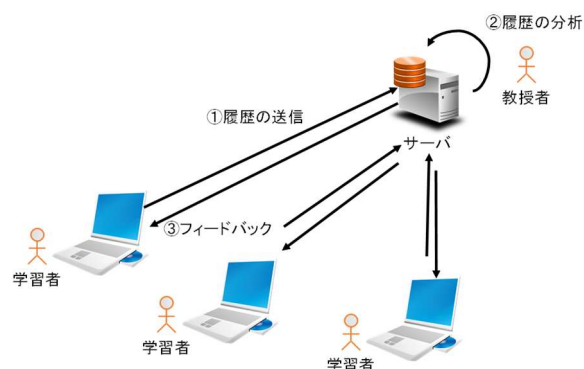 ②履歴の分析
教授者
①履歴の送信
サーバ
③フィードバック
学習者
学習者
学習者